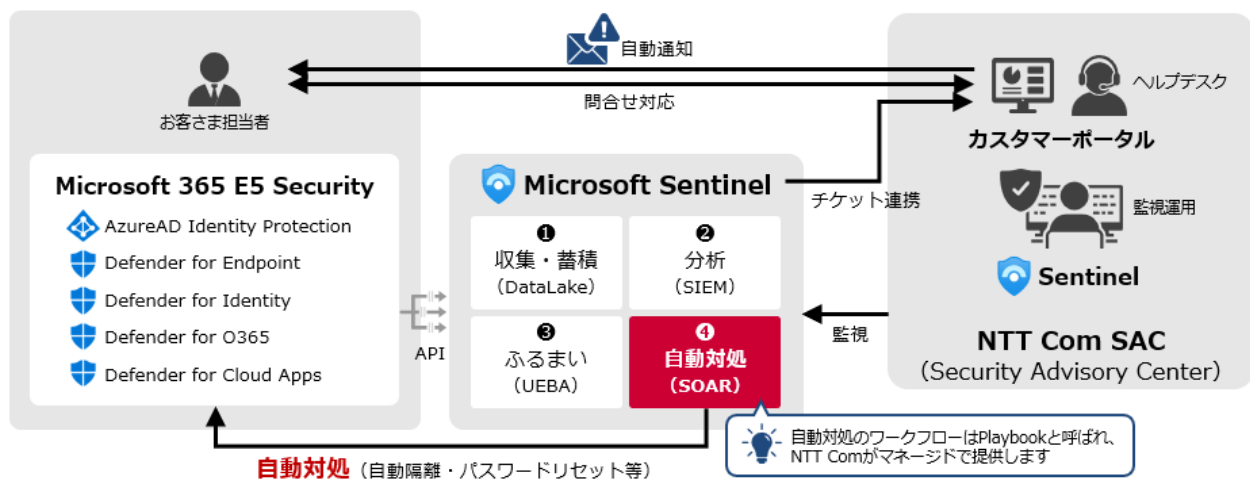 自動通知
問合せ対応
お客さま担当者
Microsoft 365 E5 Security
AzureAD Identity Protection
Defender for Endpoint
Defender for Identity
Defender for O365
Defender for Cloud Apps
API
Microsoft Sentinel
❶
収集・蓄積
（DataLake）
❷
分析
（SIEM）
❸
ふるまい
（UEBA）
❹
自動対処
（SOAR）
チケット連携
監視
ヘルプデスク
カスタマーポータル
監視運用
Sentinel
NTT Com SAC
（Security Advisory Center）
自動対処のワークフローはPlaybookと呼ばれ、
NTT Comがマネージドで提供します
自動対処（自動隔離・パスワードリセット等）